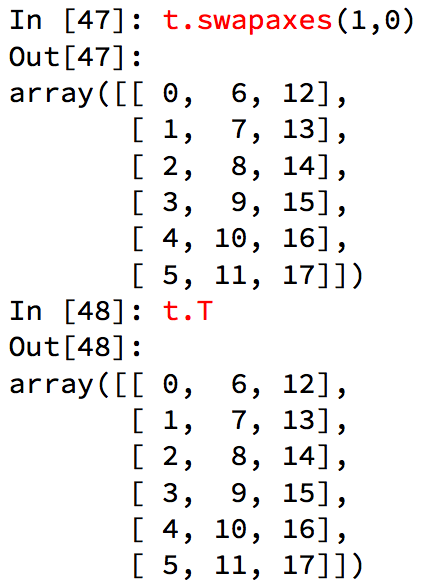 In [47]: t.swapaxes(1,0)
Out[47]:
array([[ 0,  6, 12],
       [ 1,  7, 13],
       [ 2,  8, 14],
       [ 3,  9, 15],
       [ 4, 10, 16],
       [ 5, 11, 17]])
In [48]: t.T
Out[48]:
array([[ 0,  6, 12],
       [ 1,  7, 13],
       [ 2,  8, 14],
       [ 3,  9, 15],
       [ 4, 10, 16],
       [ 5, 11, 17]])